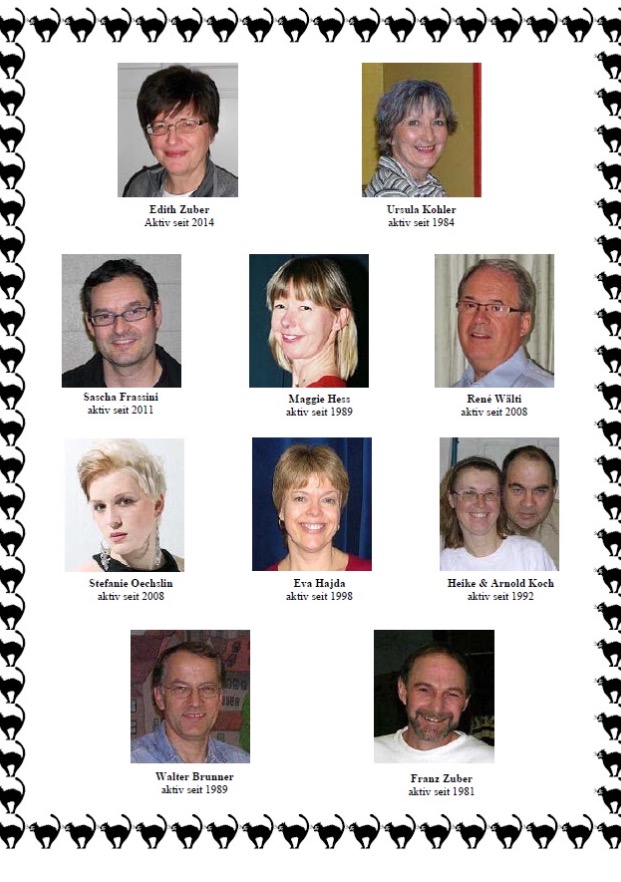 Edith Zuber
Aktiv seit 2014
Ursula Kohler
aktiv seit 1984
Sascha Frassini
aktiv seit 2011
Maggie Hess
aktiv seit 1989
René Wälti
aktiv seit 2008
Stefanie Oechslin
aktiv seit 2008
Eva Hajda
aktiv seit 1998
Heike & Arnold Koch
aktiv seit 1992
Walter Brunner
aktiv seit 1989
Franz Zuber
aktiv seit 1981